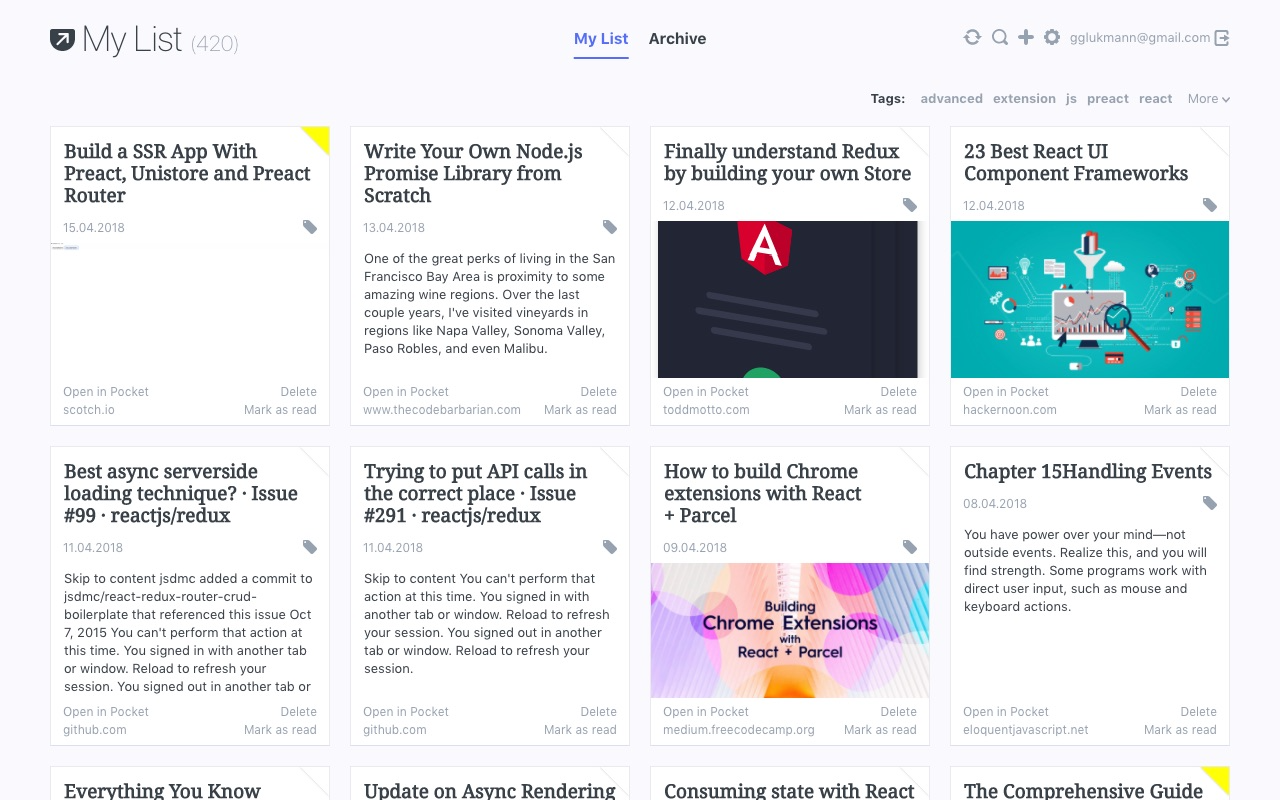 My List (420)
My List Archive
gglukmann@gmail.com
Tags: advanced extension js preact react More
Build a SSR App With
Preact, Unistore and Preact
Router
15.04.2018
Open in Pocket Delete
scotch.io Mark as read
Write Your Own Node.js
Promise Library from
Scratch
13.04.2018
One of the great perks of living in the San
Francisco Bay Area is proximity to some
amazing wine regions. Over the last
couple years, I've visited vineyards in
regions like Napa Valley, Sonoma Valley,
Paso Robles, and even Malibu.
Open in Pocket Delete
www.thecodebarbarian.com Mark as read
Finally understand Redux
by building your own Store
12.04.2018
A
Open in Pocket Delete
toddmotto.com Mark as read
23 Best React UI
Component Frameworks
12.04.2018
Open in Pocket Delete
hackernoon.com Mark as read
Best async serverside
loading technique? · Issue
#99 · reactjs/redux
11.04.2018
Skip to content jsdmc added a commit to
jsdmc/react-redux-router-crud-
boilerplate that referenced this issue Oct
7, 2015 You can't perform that action at
this time. You signed in with another tab
or window. Reload to refresh your
session. You signed out in another tab or
Open in Pocket Delete
github.com Mark as read
Trying to put API calls in
the correct place · Issue
#291 · reactjs/redux
11.04.2018
Skip to content You can't perform that
action at this time. You signed in with
another tab or window. Reload to refresh
your session. You signed out in another
tab or window. Reload to refresh your
session.
Open in Pocket Delete
github.com Mark as read
How to build Chrome
extensions with React
+ Parcel
09.04.2018
Building
Chrome Extensions
with
React + Parcel
Open in Pocket Delete
medium.freecodecamp.org Mark as read
Chapter 15Handling Events
08.04.2018
You have power over your mind—not
outside events. Realize this, and you will
find strength. Some programs work with
direct user input, such as mouse and
keyboard actions.
Open in Pocket Delete
eloquentjavascript.net Mark as read
Everything You Know
Update on Async Rendering
Consuming state with React
The Comprehensive Guide